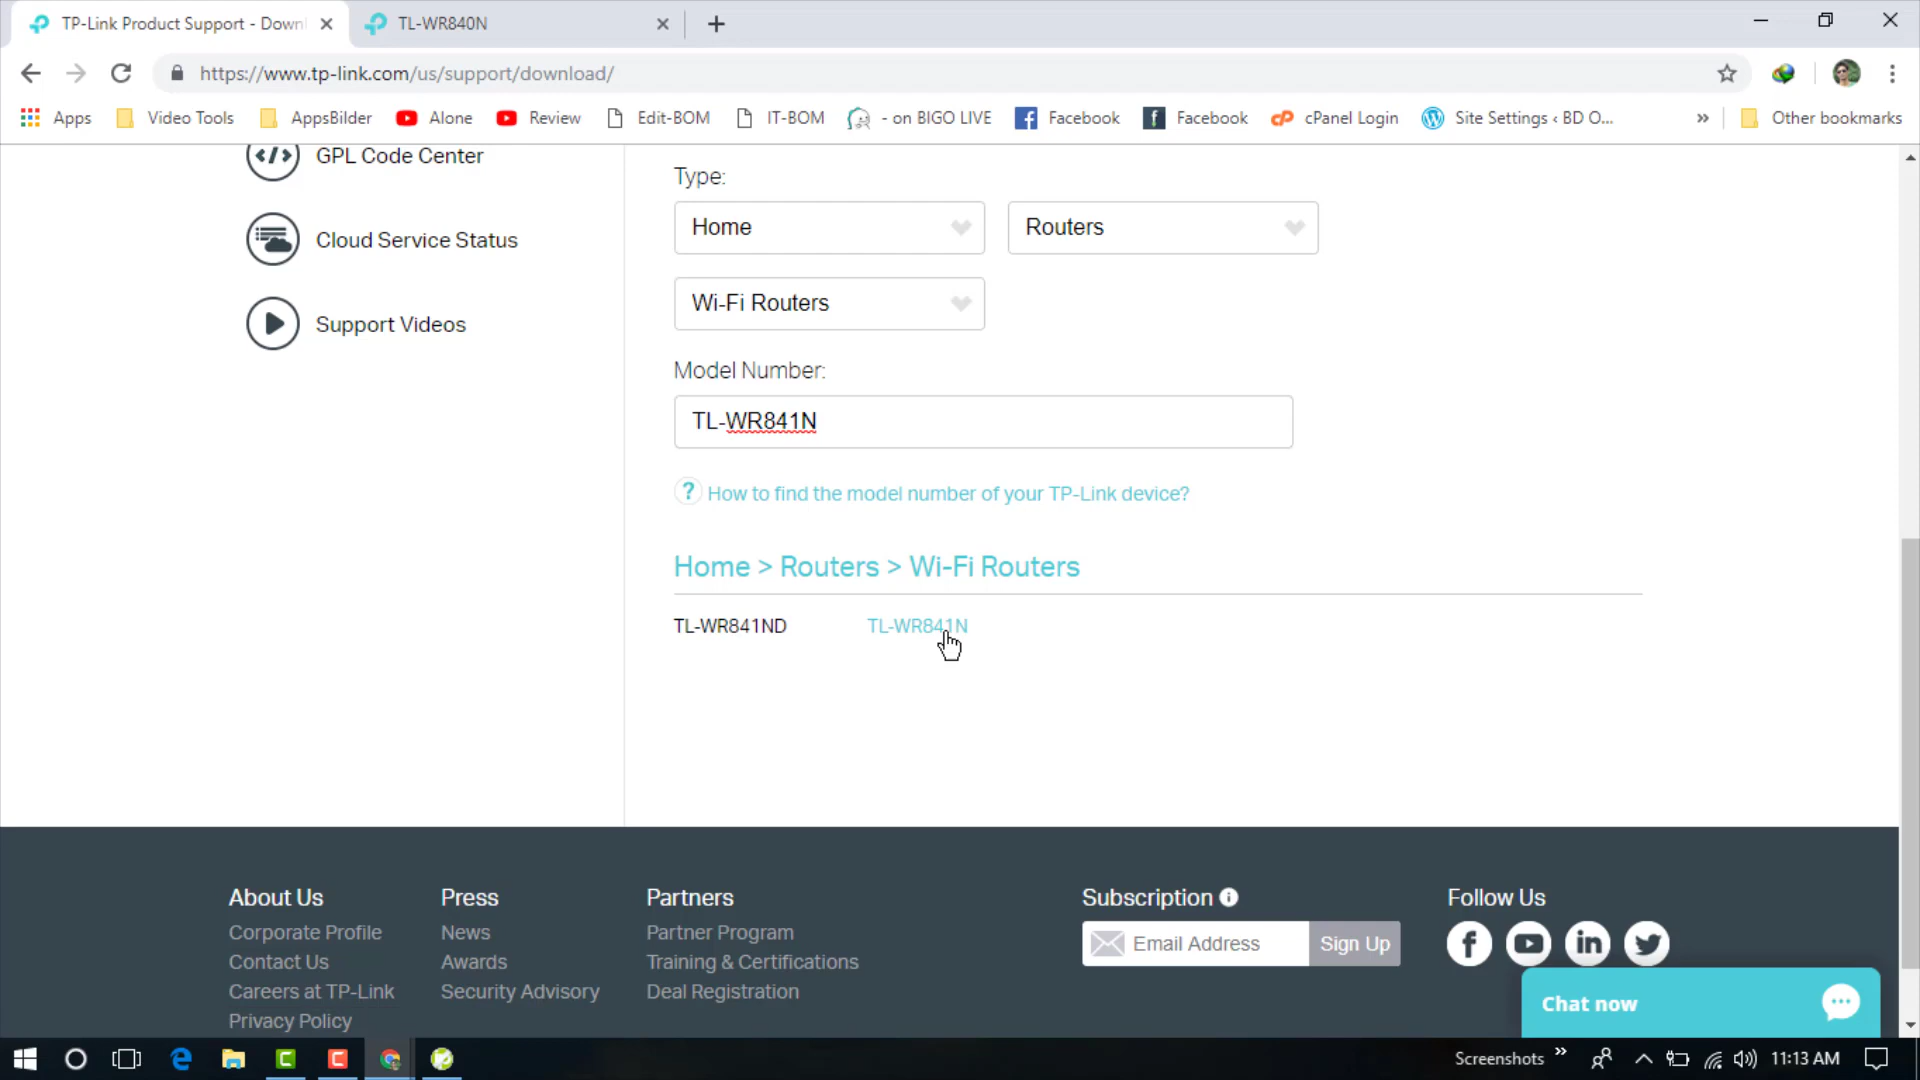 TP-Link Product Support - Downl
TL-WR840N
https://www.tp-link.com/us/support/download/
Apps
Video Tools
AppsBilder
Alone
Review
Edit-BOM
IT-BOM
- on BIGO LIVE
Facebook
Facebook
cPanel Login
Site Settings ‹ BD O...
»
Other bookmarks
GPL Code Center
Cloud Service Status
Support Videos
Type:
Home
Routers
Wi-Fi Routers
Model Number:
TL-WR841N
? How to find the model number of your TP-Link device?
Home > Routers > Wi-Fi Routers
TL-WR841ND
TL-WR841N
About Us
Corporate Profile
Contact Us
Careers at TP-Link
Privacy Policy
Press
News
Awards
Security Advisory
Partners
Partner Program
Training & Certifications
Deal Registration
Subscription
Email Address
Sign Up
Follow Us
Chat now
Screenshots »
11:13 AM